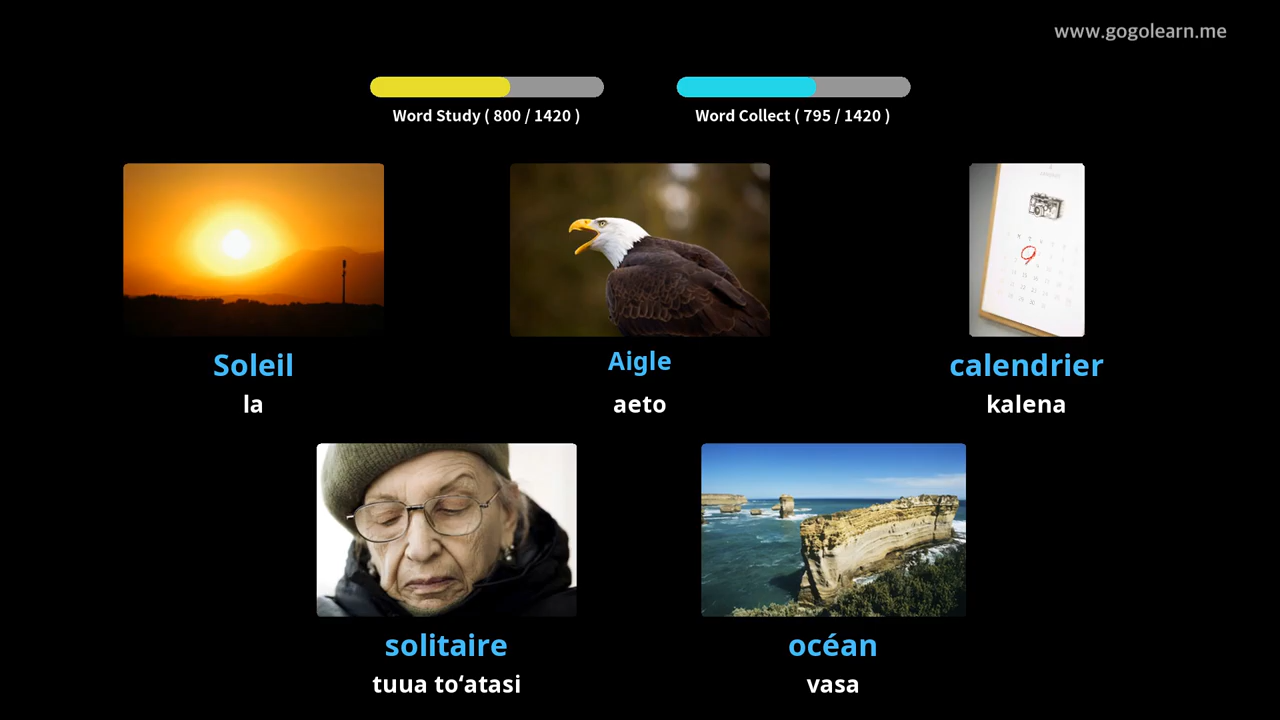 www.gogolearn.me
Word Study ( 800 / 1420 )
Word Collect ( 795 / 1420 )
Soleil
la
Aigle
aeto
calendrier
kalena
solitaire
tuua toʻatasi
océan
vasa